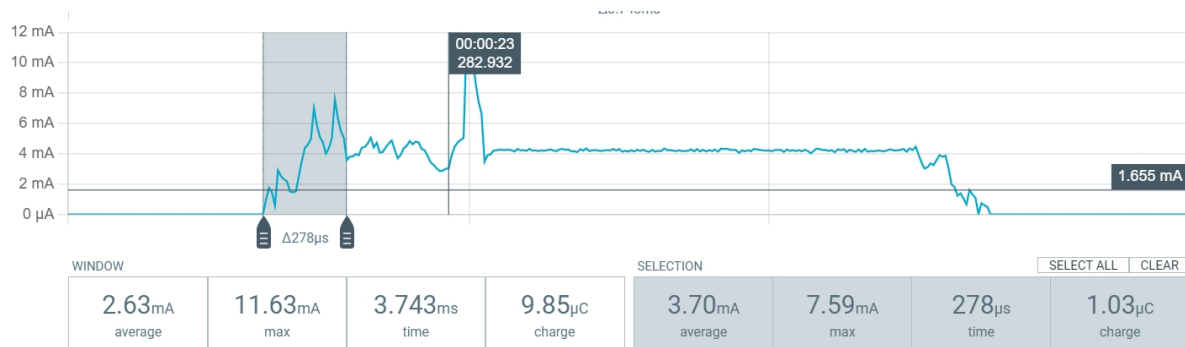 12 mA
00:00:23
282.932
10 mA
8 mA
6 mA
4 mA
2 mA
1.655 mA
0 µA
Δ278µs
WINDOW
SELECTION
SELECT ALL
CLEAR
2.63mA
11.63mA
3.743ms
9.85µC
3.70mA
7.59mA
278µs
1.03µC
average
max
time
charge
average
max
time
charge